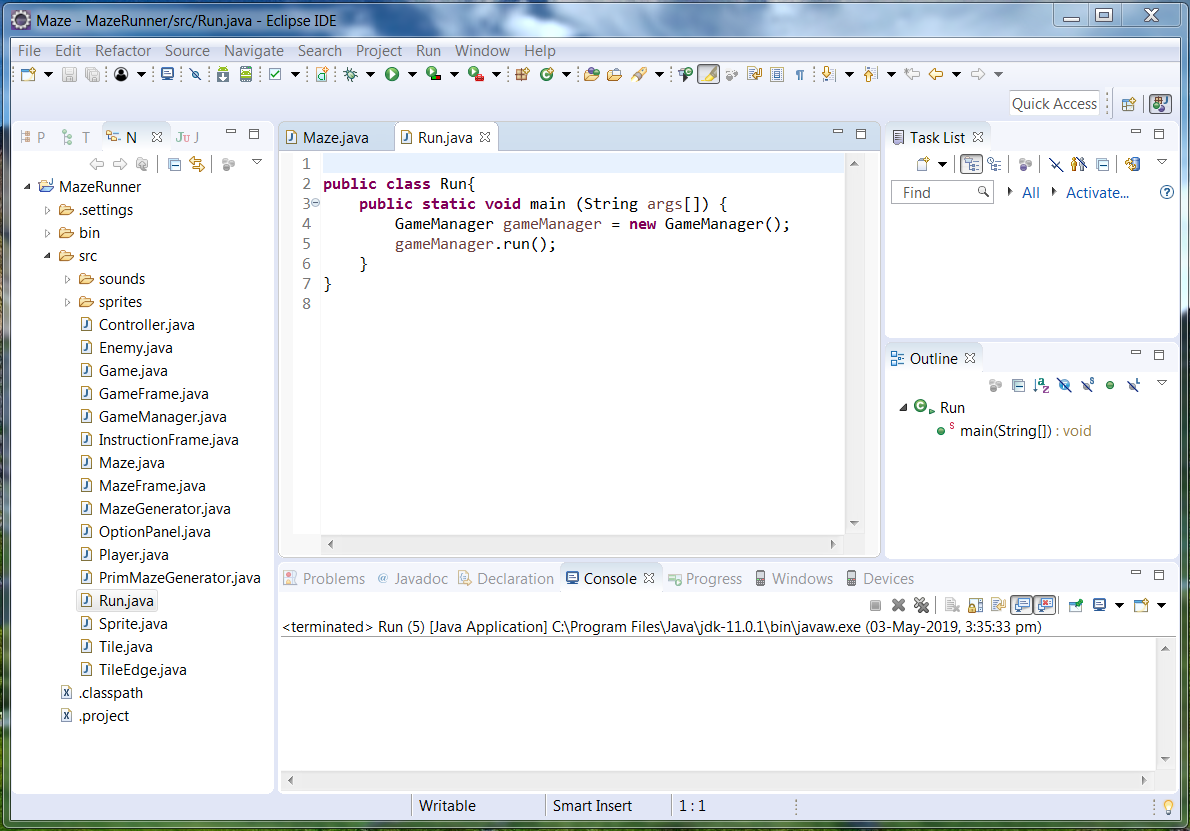 Maze - MazeRunner/src/Run.java - Eclipse IDE
File Edit Refactor Source Navigate Search Project Run Window Help
Quick Access
P T N JU J
MazeRunner
.settings
bin
src
sounds
sprites
Controller.java
Enemy.java
Game.java
GameFrame.java
GameManager.java
InstructionFrame.java
Maze.java
MazeFrame.java
MazeGenerator.java
OptionPanel.java
Player.java
PrimMazeGenerator.java
Run.java
Sprite.java
Tile.java
TileEdge.java
.classpath
.project
Maze.java Run.java
1
2 public class Run{
3 public static void main (String args[]) {
4 GameManager gameManager = new GameManager();
5 gameManager.run();
6 }
7 }
8
Task List
Find All Activate...
Outline
Run
main(String[]) : void
Problems @ Javadoc Declaration Console Progress Windows Devices
<terminated> Run (5) [Java Application] C:\Program Files\Java\jdk-11.0.1\bin\javaw.exe (03-May-2019, 3:35:33 pm)
Writable Smart Insert 1 : 1